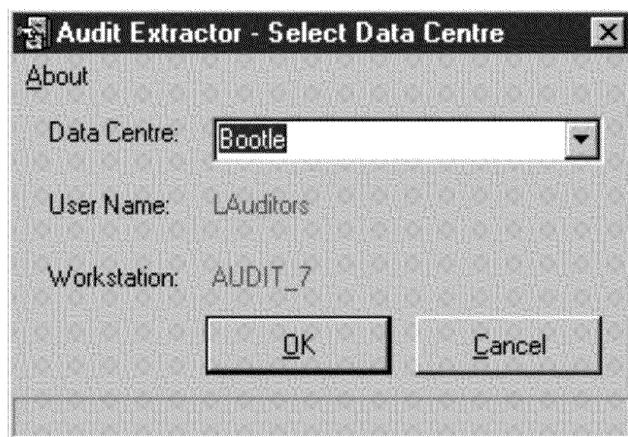 Audit Extractor - Select Data Centre
About
Data Centre: Bootle
User Name: LAuditors
Workstation: AUDIT_7
OK Cancel